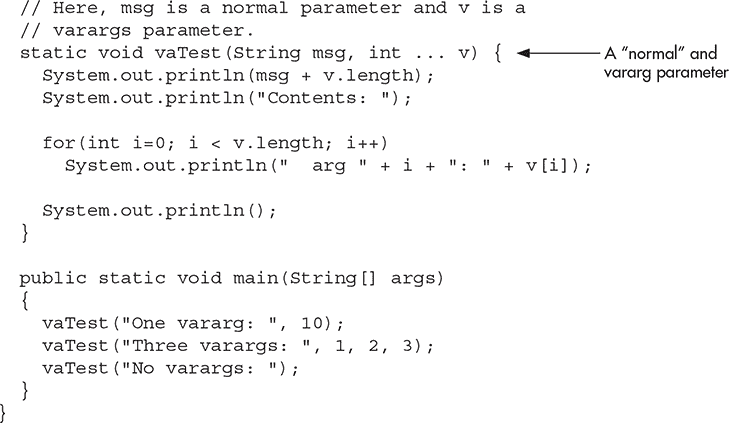 // Here, msg is a normal parameter and v is a
// varargs parameter.
static void vaTest(String msg, int ... v) {
A "normal" and
vararg parameter
System.out.println(msg + v.length);
System.out.println("Contents: ");
for(int i=0; i < v.length; i++)
System.out.println("  arg " + i + ": " + v[i]);
System.out.println();
}
public static void main(String[] args)
{
vaTest("One vararg: ", 10);
vaTest("Three varargs: ", 1, 2, 3);
vaTest("No varargs: ");
}
}